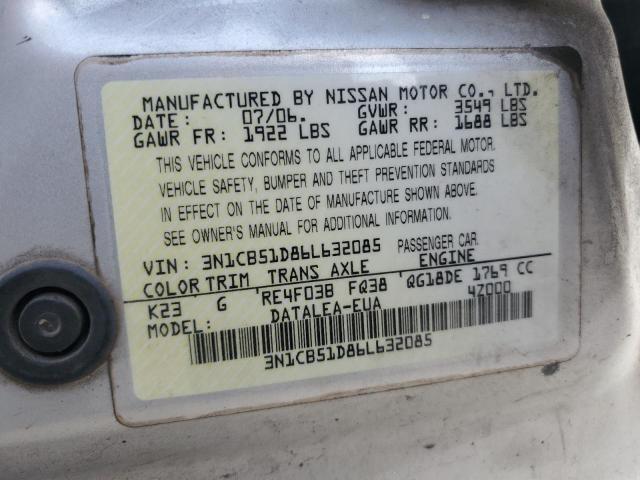 MANUFACTURED BY NISSAN MOTOR CO., LTD.
DATE: 07/06. GVWR: 3549 LBS
GAWR FR: 1922 LBS GAWR RR: 1688 LBS
THIS VEHICLE CONFORMS TO ALL APPLICABLE FEDERAL MOTOR
VEHICLE SAFETY, BUMPER AND THEFT PREVENTION STANDARDS
IN EFFECT ON THE DATE OF MANUFACTURE SHOWN ABOVE.
SEE OWNER'S MANUAL FOR ADDITIONAL INFORMATION.
VIN: 3N1CB51D86L632085 PASSENGER CAR
COLOR TRIM TRANS AXLE ENGINE
K23 G RE4F03B FQ38 QG18DE 1769 CC
MODEL: DATALEA-EUA 42000
3N1CB51D86L632085